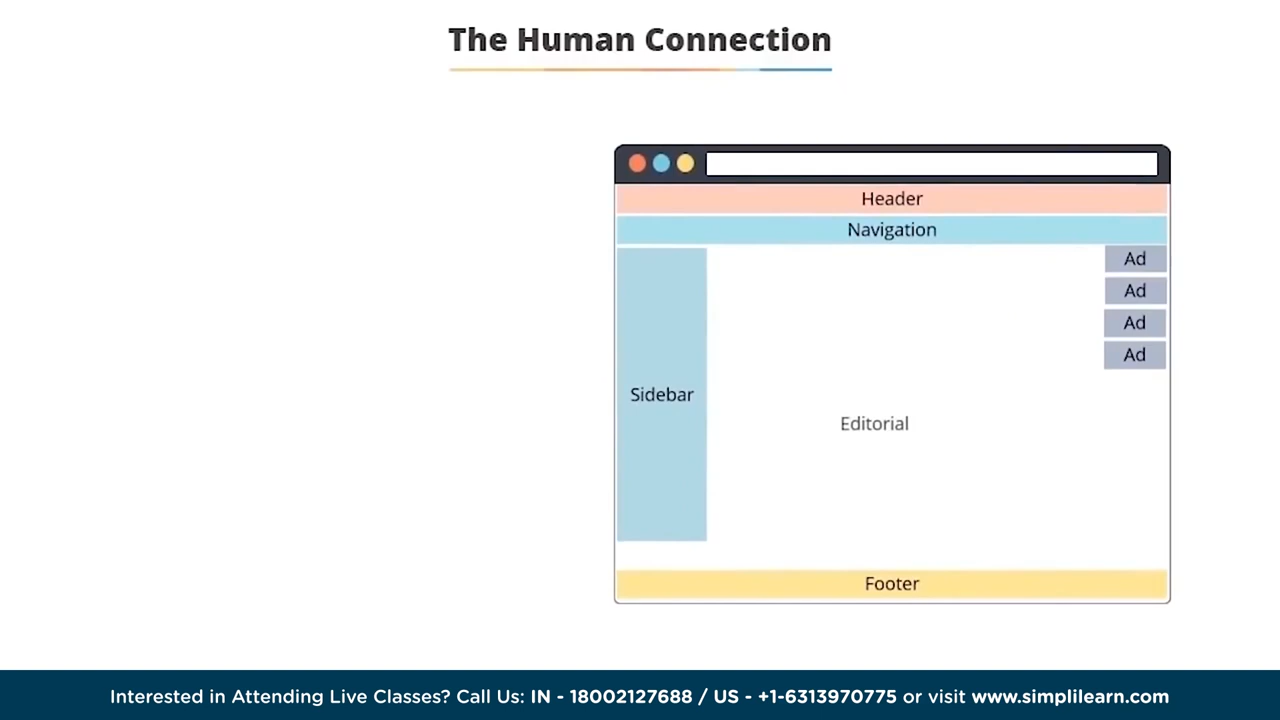 The Human Connection
Header
Navigation
Ad
Ad
Ad
Ad
Sidebar
Editorial
Footer
Interested in Attending Live Classes? Call Us: IN - 18002127688 / US - +1-6313970775 or visit www.simplilearn.com